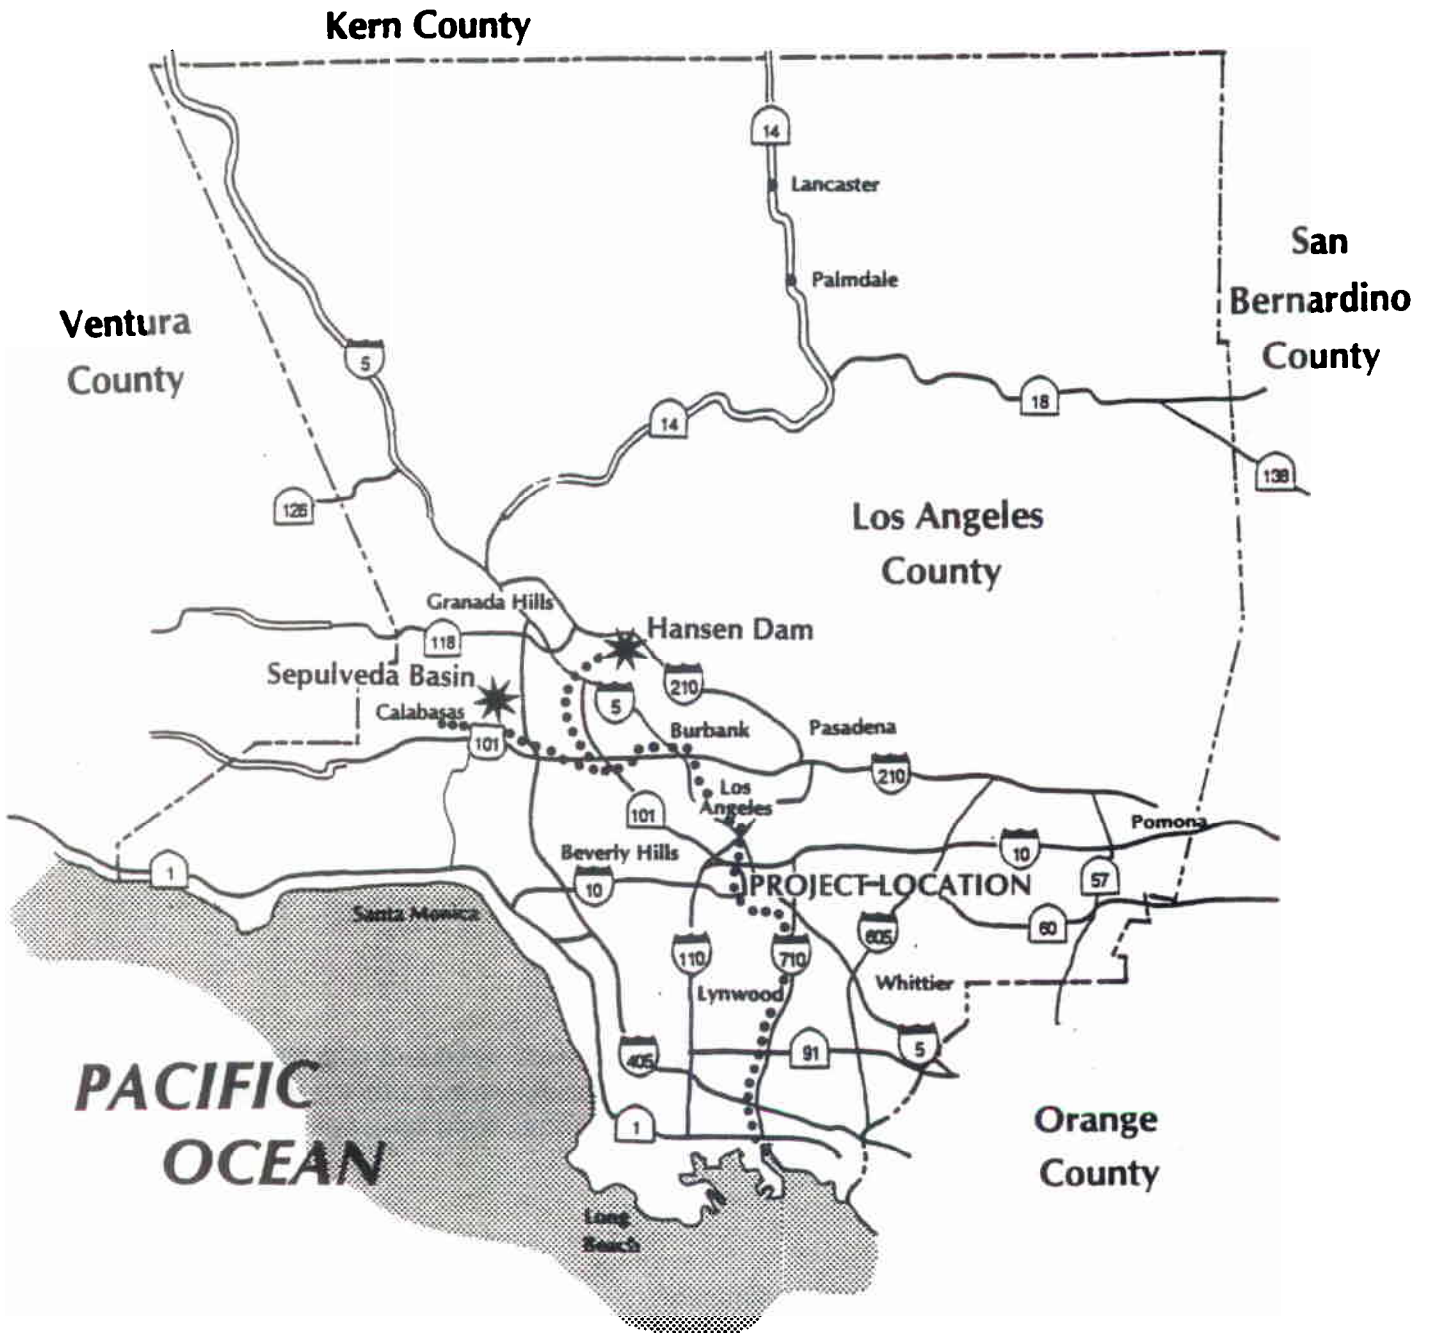 Kern County
14
Lancaster
San
Bernardino
County
Palmdale
Ventura
County
5
14
18
138
126
Los Angeles
County
Granada Hills
118
Hansen Dam
Sepulveda Basin
210
5
Calabasas
101
Burbank
Pasadena
210
Los
Angeles
101
Pomona
Beverly Hills
10
1
10
PROJECT LOCATION
57
Santa Monica
60
605
110
710
Whittier
Lynwood
405
91
5
PACIFIC
OCEAN
1
Orange
County
Long
Beach